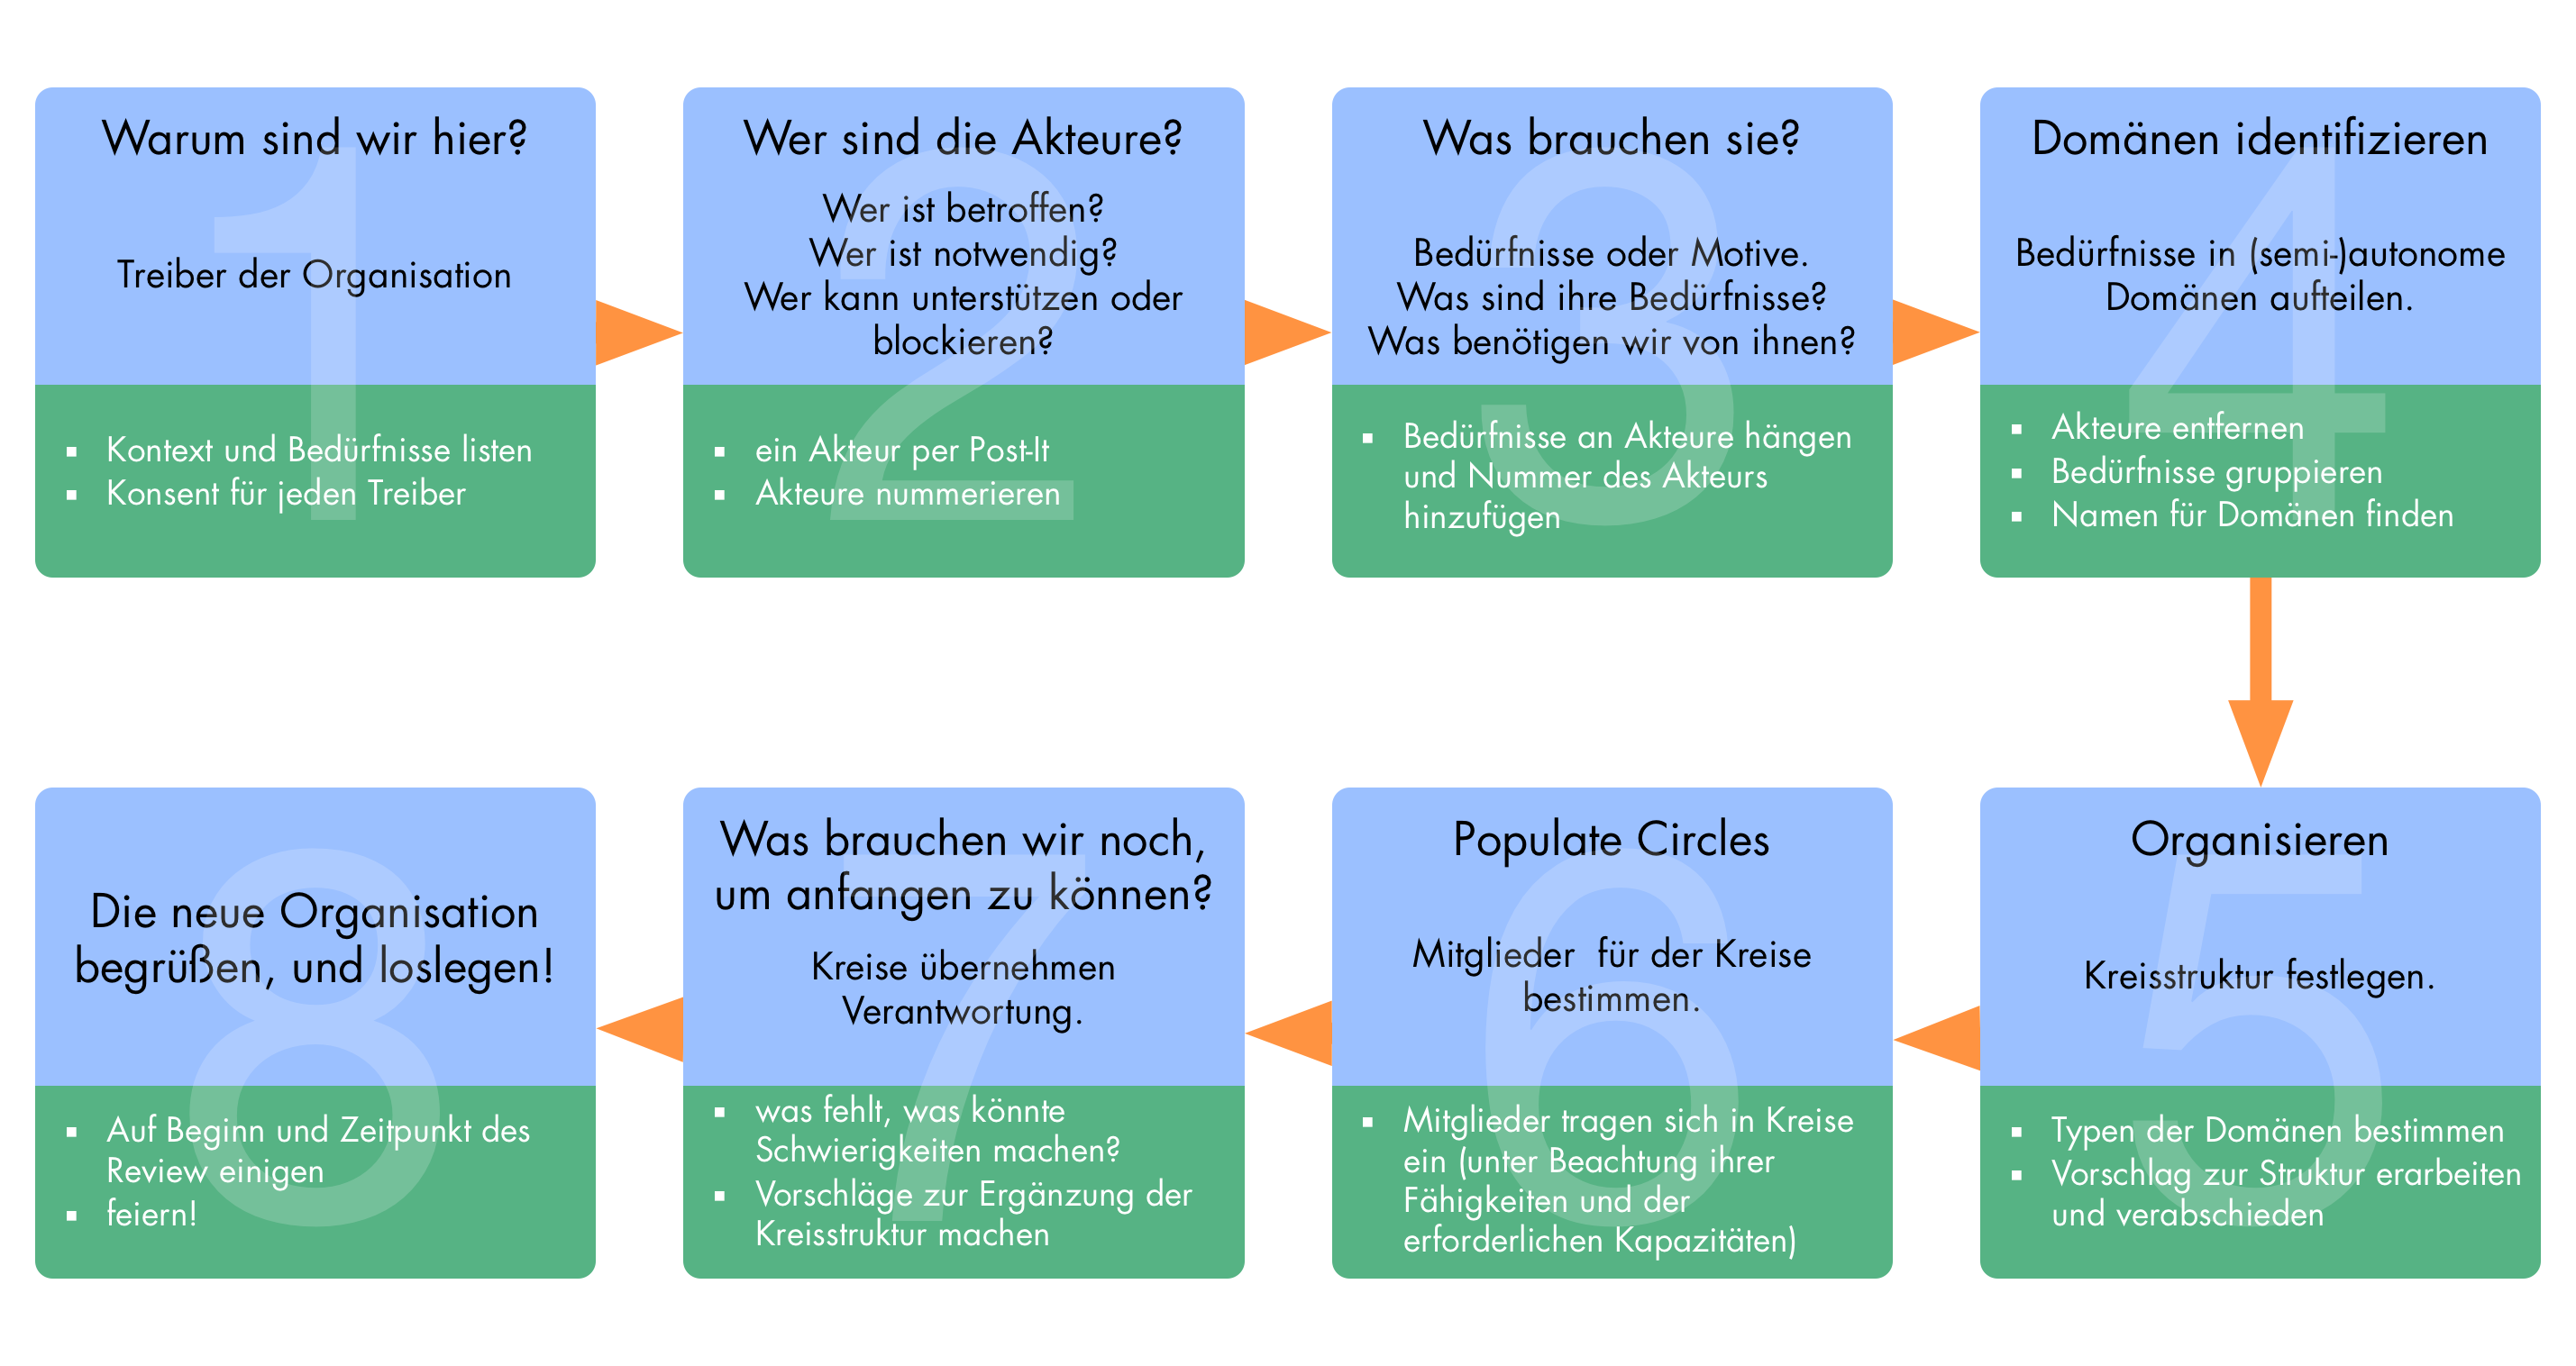 1
Warum sind wir hier?
Treiber der Organisation
▪ Kontext und Bedürfnisse listen
▪ Konsent für jeden Treiber
2
Wer sind die Akteure?
Wer ist betroffen?
Wer ist notwendig?
Wer kann unterstützen oder
blockieren?
▪ ein Akteur per Post-It
▪ Akteure nummerieren
3
Was brauchen sie?
Bedürfnisse oder Motive.
Was sind ihre Bedürfnisse?
Was benötigen wir von ihnen?
▪ Bedürfnisse an Akteure hängen
und Nummer des Akteurs
hinzufügen
4
Domänen identifizieren
Bedürfnisse in (semi-)autonome
Domänen aufteilen.
▪ Akteure entfernen
▪ Bedürfnisse gruppieren
▪ Namen für Domänen finden
5
Organisieren
Kreisstruktur festlegen.
▪ Typen der Domänen bestimmen
▪ Vorschlag zur Struktur erarbeiten
und verabschieden
6
Populate Circles
Mitglieder  für der Kreise
bestimmen.
▪ Mitglieder tragen sich in Kreise
ein (unter Beachtung ihrer
Fähigkeiten und der
erforderlichen Kapazitäten)
7
Was brauchen wir noch,
um anfangen zu können?
Kreise übernehmen
Verantwortung.
▪ was fehlt, was könnte
Schwierigkeiten machen?
▪ Vorschläge zur Ergänzung der
Kreisstruktur machen
8
Die neue Organisation
begrüßen, und loslegen!
▪ Auf Beginn und Zeitpunkt des
Review einigen
▪ feiern!